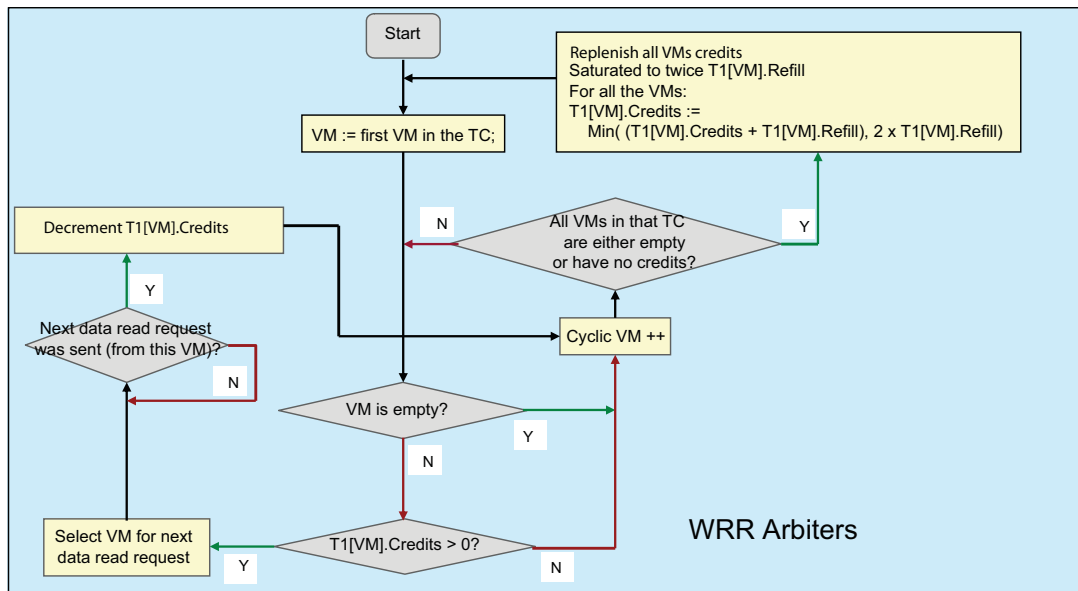 Start
Replenish all VMs credits
Saturated to twice T1[VM].Refill
For all the VMs:
T1[VM].Credits :=
Min( (T1[VM].Credits + T1[VM].Refill), 2 x T1[VM].Refill)
VM := first VM in the TC;
Decrement T1[VM].Credits
N
All VMs in that TC
are either empty
or have no credits?
Y
Y
Next data read request
was sent (from this VM)?
N
Cyclic VM ++
VM is empty?
Y
N
Select VM for next
data read request
Y
T1[VM].Credits > 0?
N
WRR Arbiters